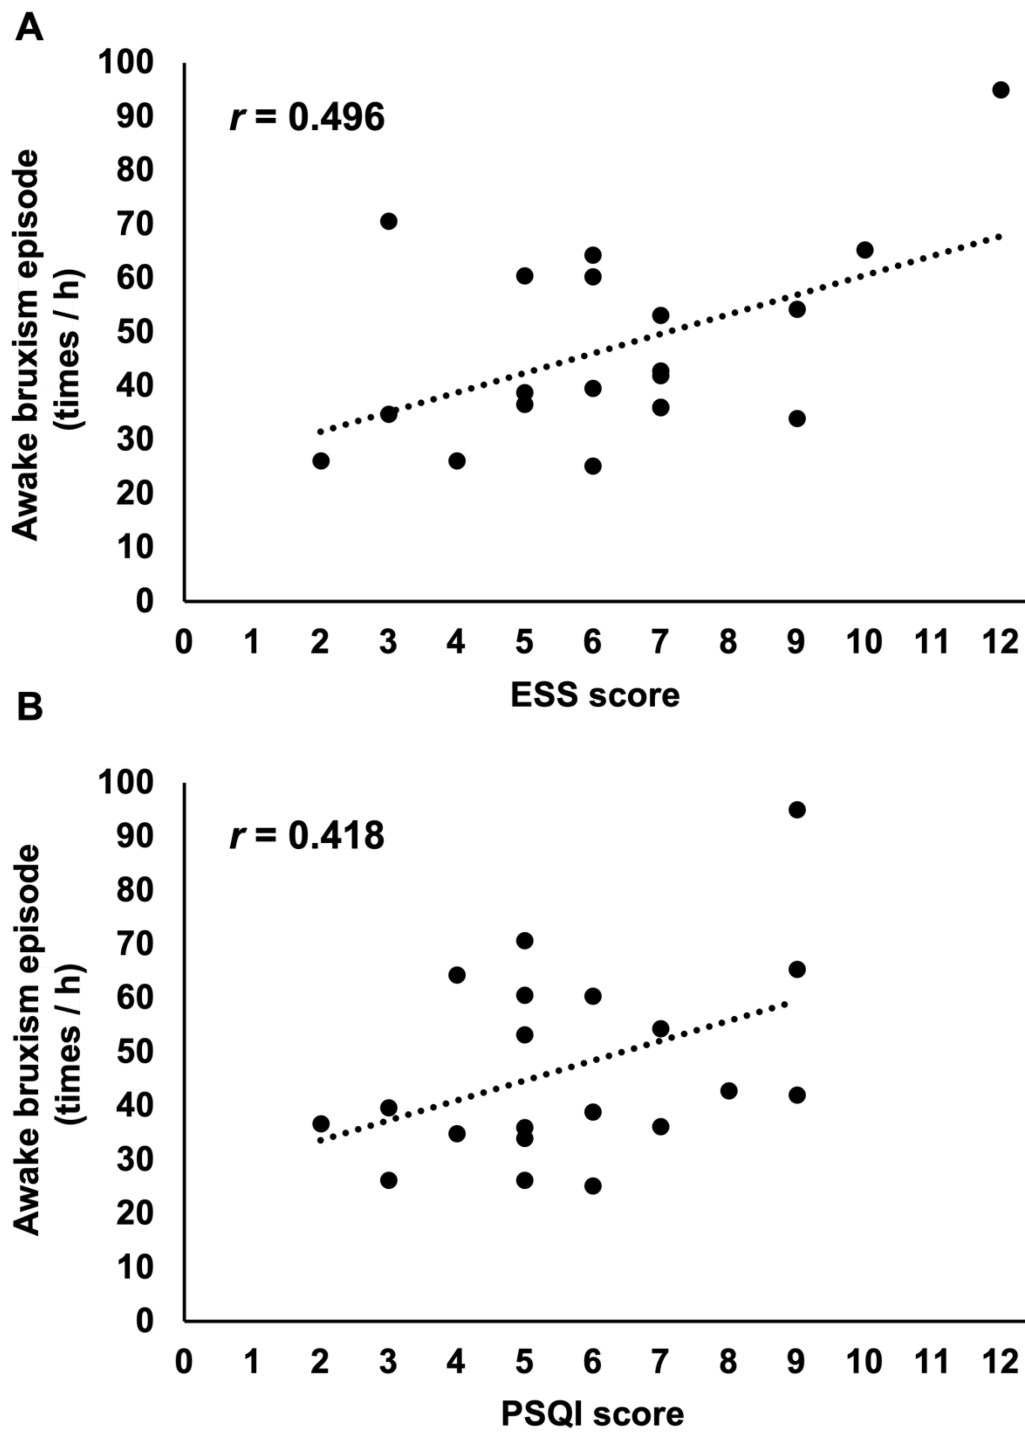 A
r = 0.496
Awake bruxism episode
(times / h)
100
90
80
70
60
50
40
30
20
10
0
0 1 2 3 4 5 6 7 8 9 10 11 12
ESS score
B
r = 0.418
Awake bruxism episode
(times / h)
100
90
80
70
60
50
40
30
20
10
0
0 1 2 3 4 5 6 7 8 9 10 11 12
PSQI score